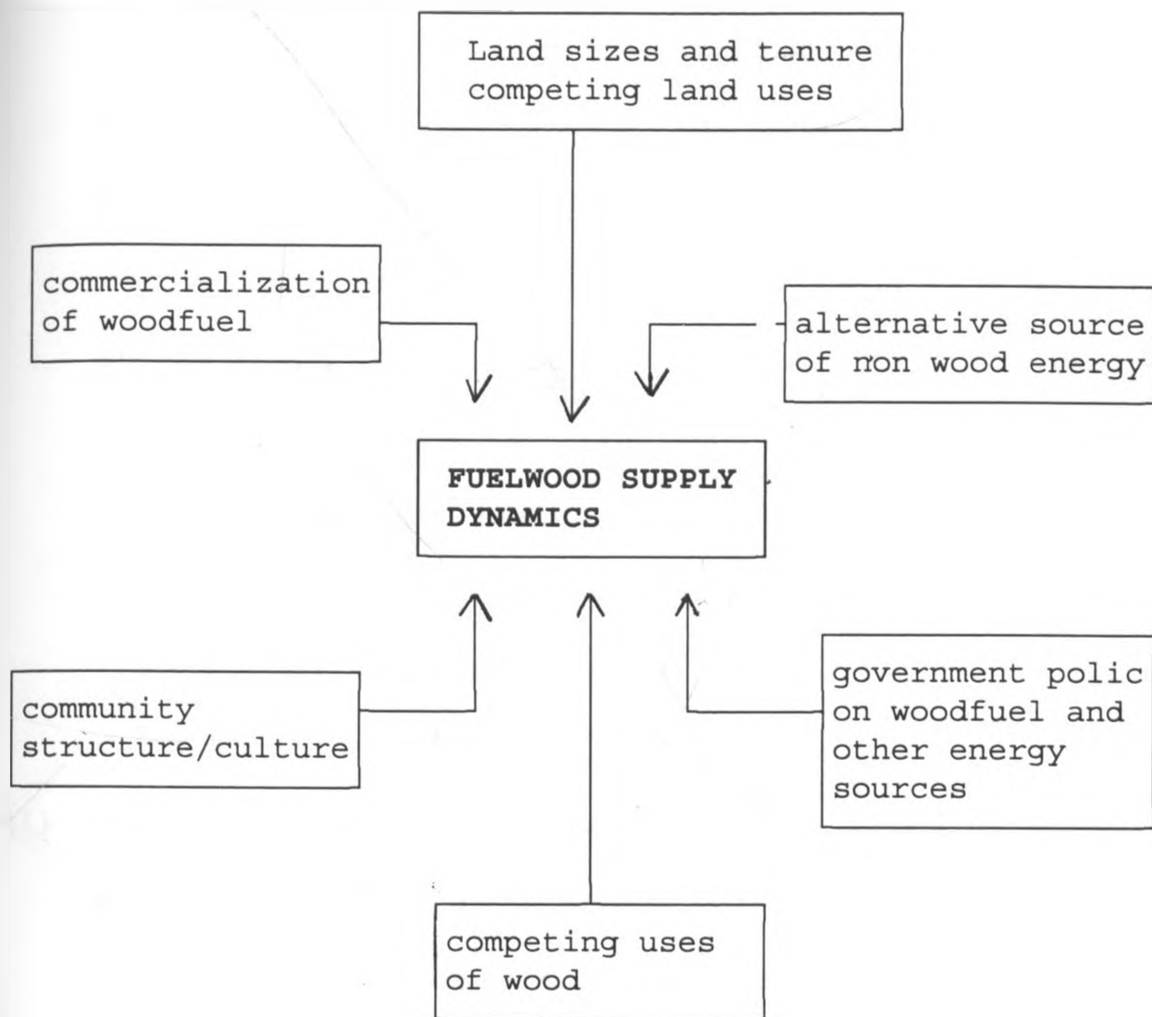 Land sizes and tenure
competing land uses
commercialization
of woodfuel
alternative source
of non wood energy
FUELWOOD SUPPLY
DYNAMICS
community
structure/culture
government polic
on woodfuel and
other energy
sources
competing uses
of wood